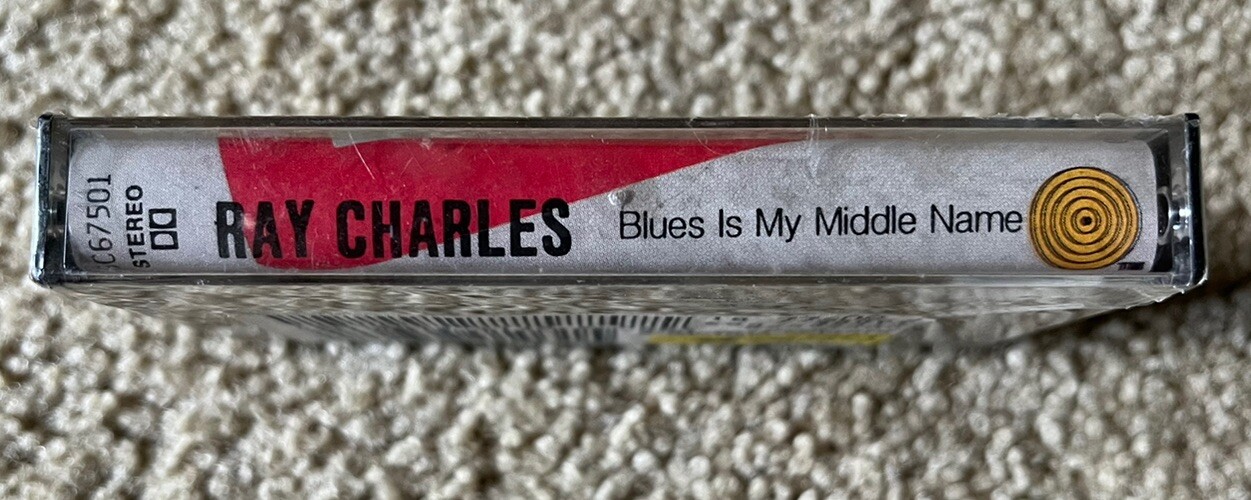 C67501
STEREO
RAY CHARLES
Blues Is My Middle Name